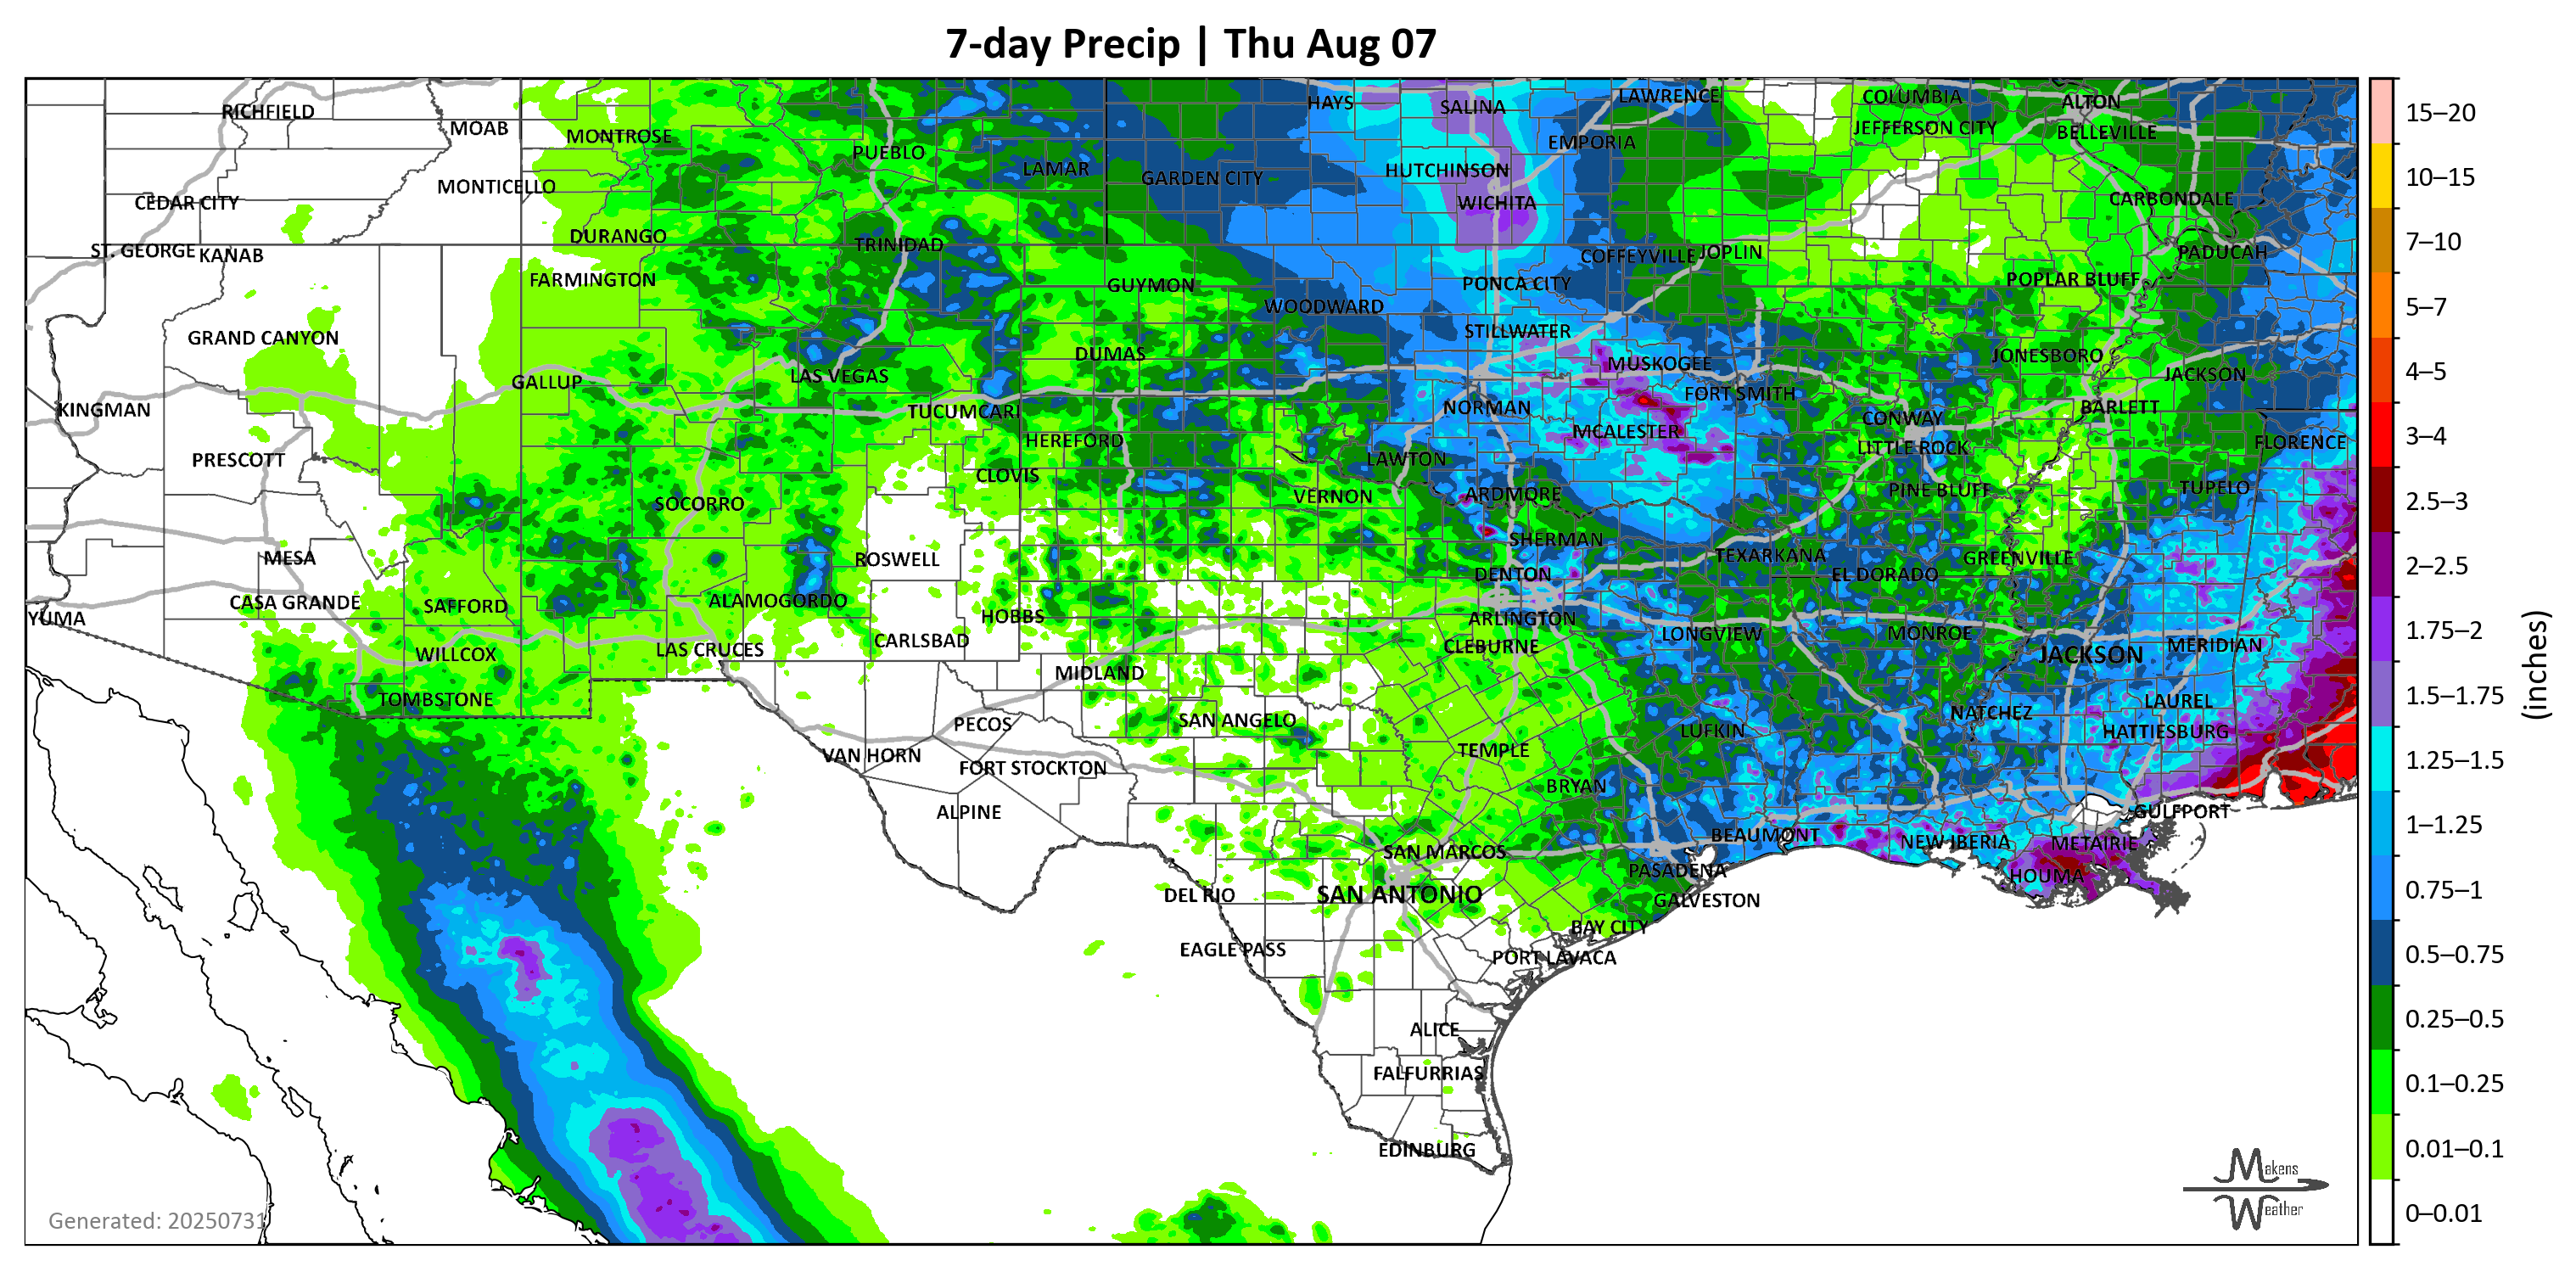 7-day Precip | Thu Aug 07
RICHFIELD
MOAB
MONTROSE
PUEBLO
LAMAR
HAYS
SALINA
LAWRENCE
COLUMBIA
ALTON
EMPORIA
JEFFERSON CITY
BELLEVILLE
CEDAR CITY
MONTICELLO
GARDEN CITY
HUTCHINSON
WICHITA
CARBONDALE
ST. GEORGE
KANAB
DURANGO
TRINIDAD
COFFEYVILLE
JOPLIN
PADUCAH
FARMINGTON
GUYMON
PONCA CITY
POPLAR BLUFF
WOODWARD
GRAND CANYON
STILLWATER
DUMAS
MUSKOGEE
JONESBORO
GALLUP
LAS VEGAS
FORT SMITH
JACKSON
KINGMAN
TUCUMCARI
NORMAN
CONWAY
BARLETT
HEREFORD
MCALESTER
LITTLE ROCK
FLORENCE
PRESCOTT
CLOVIS
LAWTON
SOCORRO
VERNON
ARDMORE
PINE BLUFF
TUPELO
MESA
ROSWELL
SHERMAN
TEXARKANA
GREENVILLE
DENTON
EL DORADO
CASA GRANDE
SAFFORD
ALAMOGORDO
HOBBS
YUMA
ARLINGTON
WILLCOX
LAS CRUCES
CARLSBAD
CLEBURNE
LONGVIEW
MONROE
JACKSON
MERIDIAN
MIDLAND
TOMBSTONE
LAUREL
PECOS
SAN ANGELO
NATCHEZ
HATTIESBURG
LUFKIN
VAN HORN
FORT STOCKTON
TEMPLE
BRYAN
ALPINE
GULFPORT
SAN MARCOS
BEAUMONT
NEW IBERIA
METAIRIE
PASADENA
HOUMA
DEL RIO
SAN ANTONIO
GALVESTON
BAY CITY
EAGLE PASS
PORT LAVACA
ALICE
FALFURRIAS
EDINBURG
Generated: 20250731
Makens
Weather
15–20
10–15
7–10
5–7
4–5
3–4
2.5–3
2–2.5
1.75–2
1.5–1.75
1.25–1.5
1–1.25
0.75–1
0.5–0.75
0.25–0.5
0.1–0.25
0.01–0.1
0–0.01
(inches)